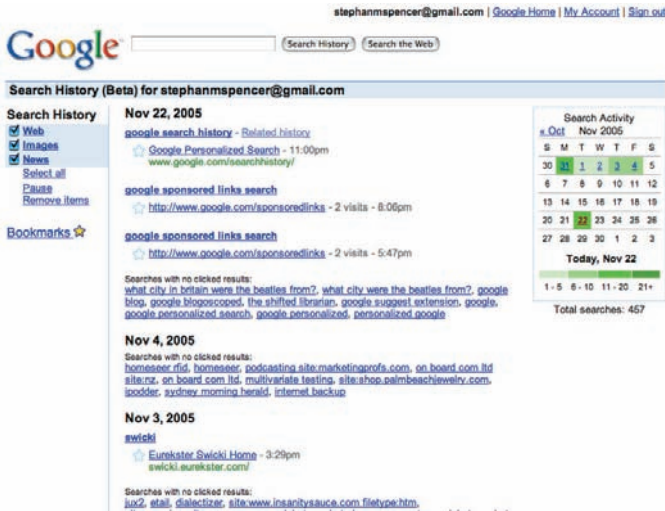 stephanmspencer@gmail.com | Google Home | My Account | Sign out
Google
Search History
Search the Web
Search History (Beta) for stephanmspencer@gmail.com
Search History
Web
Images
News
Select all
Pause
Remove items
Bookmarks
Nov 22, 2005
google search history - Related history
Google Personalized Search - 11:00pm
www.google.com/searchhistory/
google sponsored links search
http://www.google.com/sponsoredlinks - 2 visits - 8:06pm
google sponsored links search
http://www.google.com/sponsoredlinks - 2 visits - 5:47pm
Searches with no clicked results:
what city in britain were the beatles from?, what city were the beatles from?, google
blog, google blogoscoped, the shifted librarian, google suggest extension, google,
google personalized search, google personalized, personalized google
Nov 4, 2005
Searches with no clicked results:
homeseer rfid, homeseer, podcasting site:marketingprofs.com, on board com ltd
site:nz, on board com ltd, multivariate testing, site:shop.palmbeachjewelry.com,
ipodder, sydney morning herald, internet backup
Nov 3, 2005
swicki
Eurekster Swicki Home - 3:29pm
swicki.eurekster.com/
Searches with no clicked results:
jux2, etail, dialectizer, site:www.insanitysauce.com filetype:htm,
Search Activity
« Oct Nov 2005
S M T W T F S
30 31 1 2 3 4 5
6 7 8 9 10 11 12
13 14 15 16 17 18 19
20 21 22 23 24 25 26
27 28 29 30 1 2 3
Today, Nov 22
1 - 5 6 - 10 11 - 20 21+
Total searches: 457